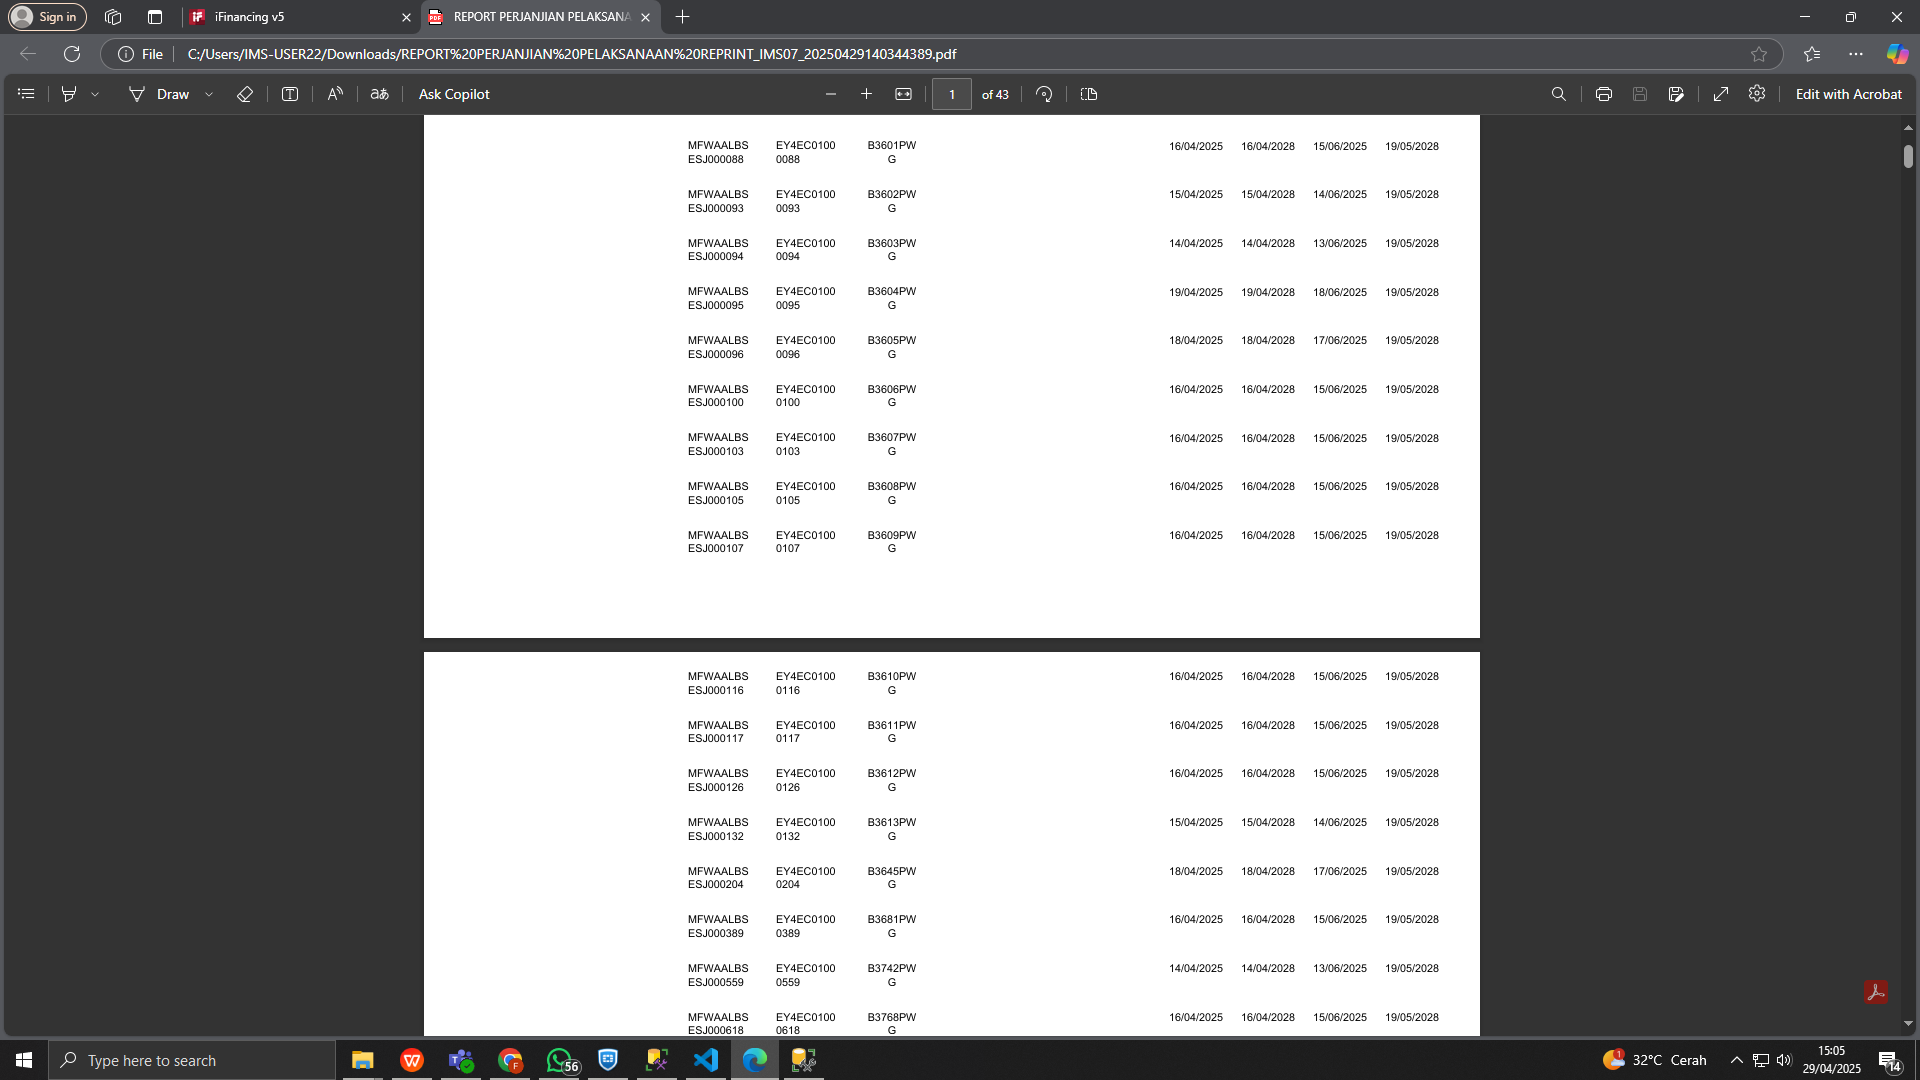 Sign in
iFinancing v5
REPORT PERJANJIAN PELAKSANA
File
C:/Users/IMS-USER22/Downloads/REPORT%20PERJANJIAN%20PELAKSANAAN%20REPRINT_IMS07_20250429140344389.pdf
Draw
aあ
Ask Copilot
1 of 43
Edit with Acrobat
MFWAALBS EY4EC0100 B3601PW 16/04/2025 16/04/2028 15/06/2025 19/05/2028
ESJ000088 0088 G
MFWAALBS EY4EC0100 B3602PW 15/04/2025 15/04/2028 14/06/2025 19/05/2028
ESJ000093 0093 G
MFWAALBS EY4EC0100 B3603PW 14/04/2025 14/04/2028 13/06/2025 19/05/2028
ESJ000094 0094 G
MFWAALBS EY4EC0100 B3604PW 19/04/2025 19/04/2028 18/06/2025 19/05/2028
ESJ000095 0095 G
MFWAALBS EY4EC0100 B3605PW 18/04/2025 18/04/2028 17/06/2025 19/05/2028
ESJ000096 0096 G
MFWAALBS EY4EC0100 B3606PW 16/04/2025 16/04/2028 15/06/2025 19/05/2028
ESJ000100 0100 G
MFWAALBS EY4EC0100 B3607PW 16/04/2025 16/04/2028 15/06/2025 19/05/2028
ESJ000103 0103 G
MFWAALBS EY4EC0100 B3608PW 16/04/2025 16/04/2028 15/06/2025 19/05/2028
ESJ000105 0105 G
MFWAALBS EY4EC0100 B3609PW 16/04/2025 16/04/2028 15/06/2025 19/05/2028
ESJ000107 0107 G
MFWAALBS EY4EC0100 B3610PW 16/04/2025 16/04/2028 15/06/2025 19/05/2028
ESJ000116 0116 G
MFWAALBS EY4EC0100 B3611PW 16/04/2025 16/04/2028 15/06/2025 19/05/2028
ESJ000117 0117 G
MFWAALBS EY4EC0100 B3612PW 16/04/2025 16/04/2028 15/06/2025 19/05/2028
ESJ000126 0126 G
MFWAALBS EY4EC0100 B3613PW 15/04/2025 15/04/2028 14/06/2025 19/05/2028
ESJ000132 0132 G
MFWAALBS EY4EC0100 B3645PW 18/04/2025 18/04/2028 17/06/2025 19/05/2028
ESJ000204 0204 G
MFWAALBS EY4EC0100 B3681PW 16/04/2025 16/04/2028 15/06/2025 19/05/2028
ESJ000389 0389 G
MFWAALBS EY4EC0100 B3742PW 14/04/2025 14/04/2028 13/06/2025 19/05/2028
ESJ000559 0559 G
MFWAALBS EY4EC0100 B3768PW 16/04/2025 16/04/2028 15/06/2025 19/05/2028
ESJ000618 0618 G
Type here to search
56
32°C Cerah
15:05
29/04/2025
14